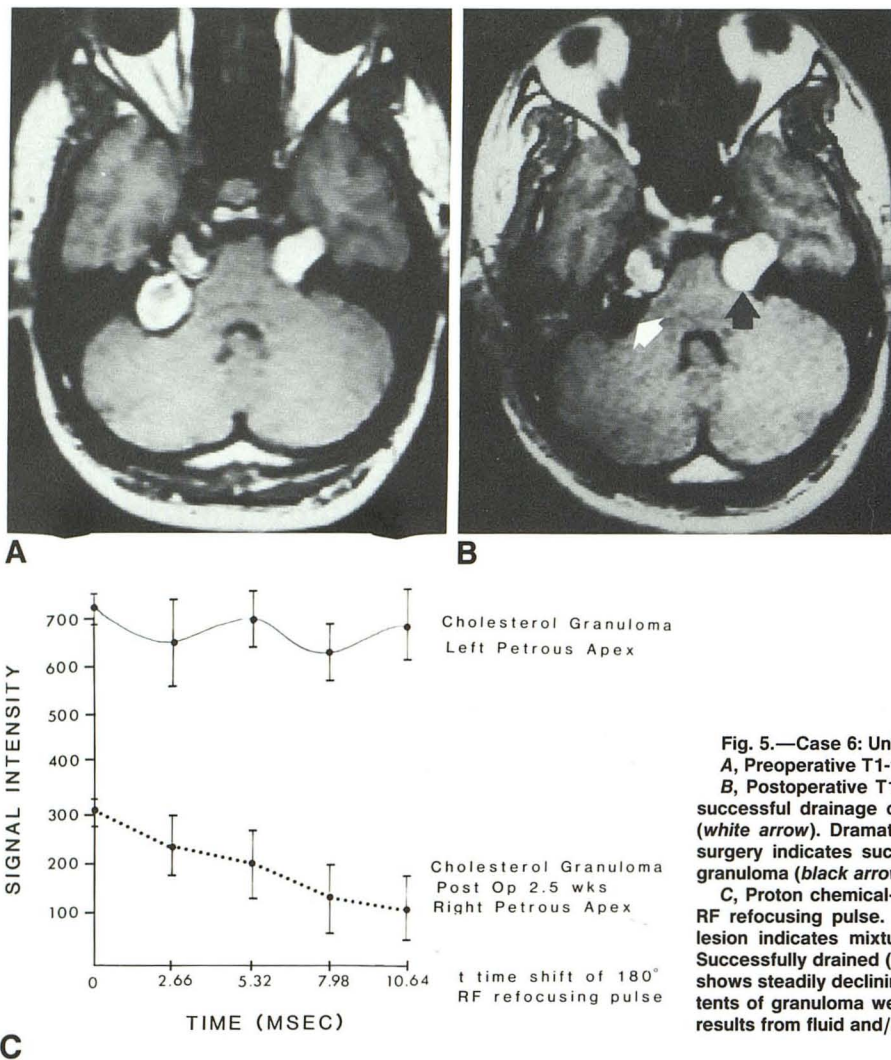 A
B
SIGNAL INTENSITY
700
600
500
400
300
200
100
Cholesterol Granuloma
Left Petrous Apex
Cholesterol Granuloma
Post Op 2.5 wks
Right Petrous Apex
0
2.66
5.32
7.98
10.64
t time shift of 180°
RF refocusing pulse
TIME (MSEC)
C
Fig. 5.—Case 6: Un
A, Preoperative T1-
B, Postoperative T1
successful drainage o
(white arrow). Dramat
surgery indicates suc
granuloma (black arrow
C, Proton chemical-
RF refocusing pulse.
lesion indicates mixtu
Successfully drained (
shows steadily declinin
tents of granuloma we
results from fluid and/